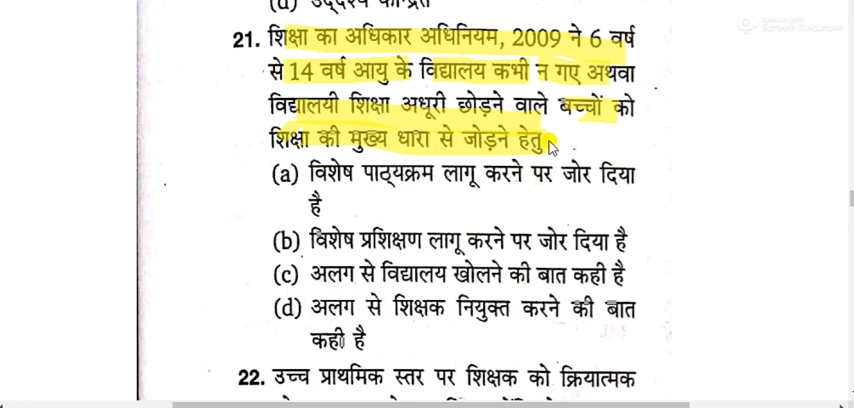 (d) उद्देश्य केन्द्रित
21. शिक्षा का अधिकार अधिनियम, 2009 ने 6 वर्ष
से 14 वर्ष आयु के विद्यालय कभी न गए अथवा
विद्यालयी शिक्षा अधूरी छोड़ने वाले बच्चों को
शिक्षा की मुख्य धारा से जोड़ने हेतु
(a) विशेष पाठ्यक्रम लागू करने पर जोर दिया
है
(b) विशेष प्रशिक्षण लागू करने पर जोर दिया है
(c) अलग से विद्यालय खोलने की बात कही है
(d) अलग से शिक्षक नियुक्त करने की बात
कही है
22. उच्च प्राथमिक स्तर पर शिक्षक को क्रियात्मक